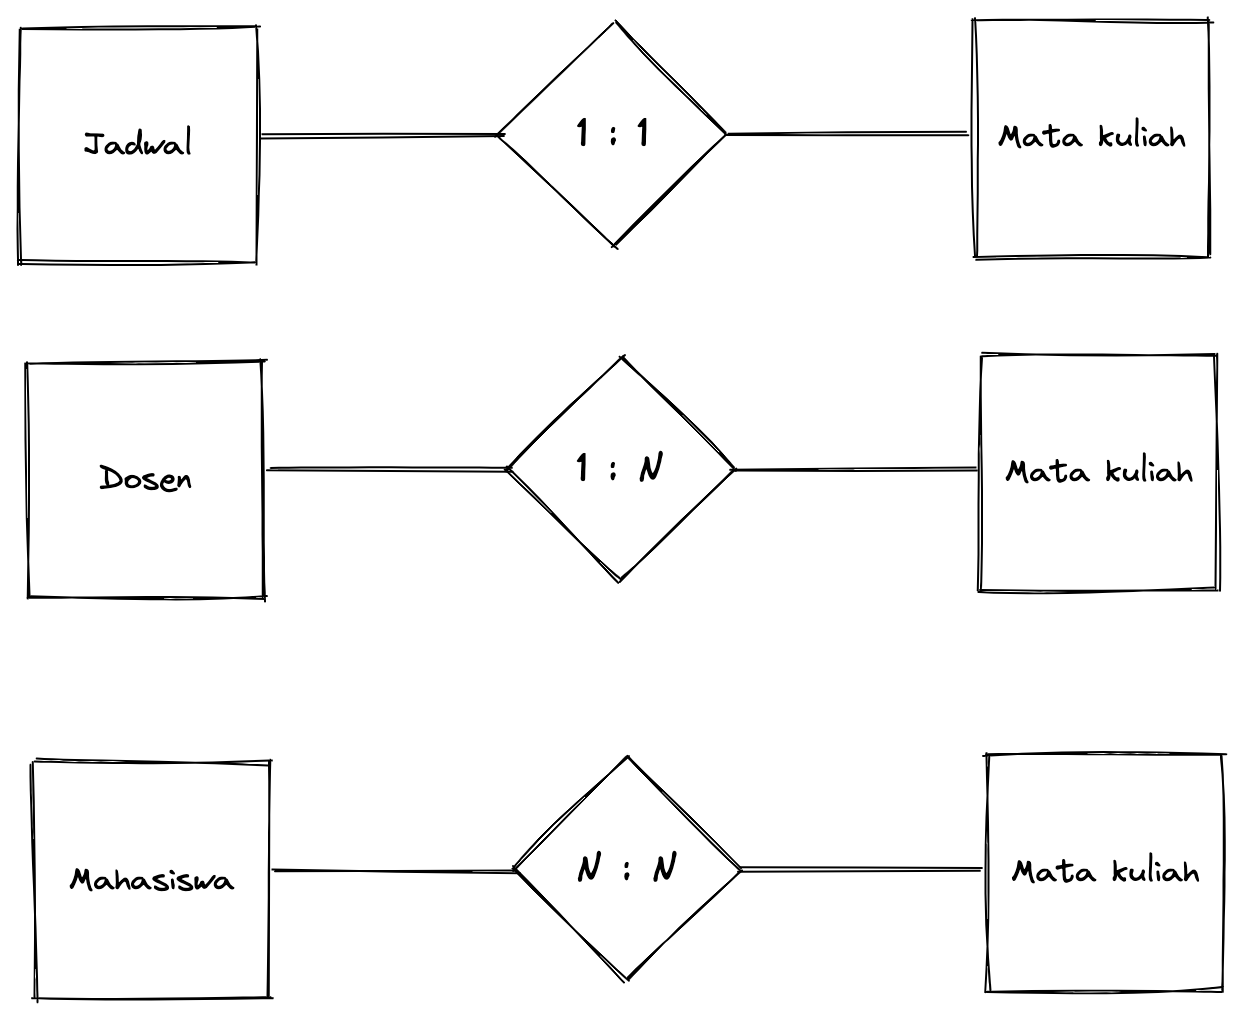 Jadwal
1 : 1
Mata kuliah
Dosen
1 : N
Mata kuliah
Mahasiswa
N : N
Mata kuliah